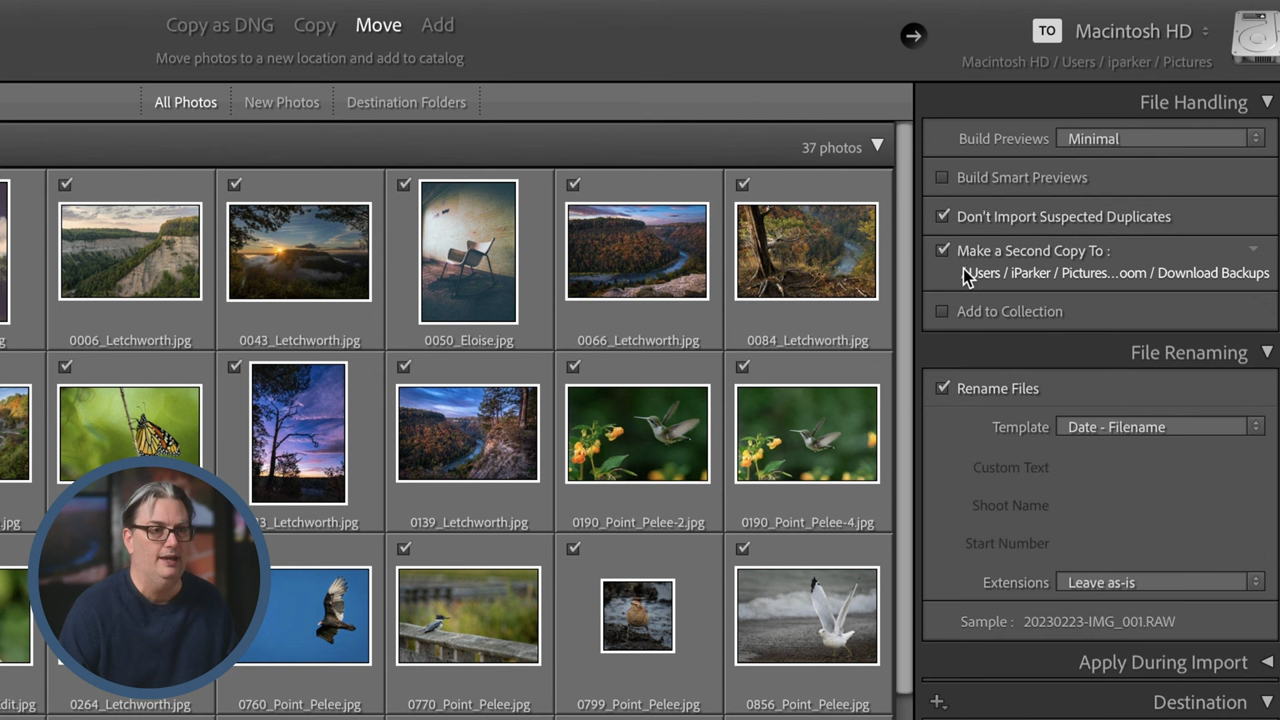 Copy as DNG Copy Move Add
Move photos to a new location and add to catalog
TO Macintosh HD
Macintosh HD / Users / iparker / Pictures
All Photos New Photos Destination Folders
37 photos
g
0006_Letchworth.jpg
0043_Letchworth.jpg
0050_Eloise.jpg
0066_Letchworth.jpg
0084_Letchworth.jpg
.jpg
3_Letchworth.jpg
0139_Letchworth.jpg
0190_Point_Pelee-2.jpg
0190_Point_Pelee-4.jpg
dit.jpg
0264_Letchworth.jpg
0760_Point_Pelee.jpg
0770_Point_Pelee.jpg
0799_Point_Pelee.jpg
0856_Point_Pelee.jpg
File Handling
Build Previews Minimal
Build Smart Previews
Don't Import Suspected Duplicates
Make a Second Copy To :
/ Users / iParker / Pictures...oom / Download Backups
Add to Collection
File Renaming
Rename Files
Template Date - Filename
Custom Text
Shoot Name
Start Number
Extensions Leave as-is
Sample : 20230223-IMG_001.RAW
Apply During Import
Destination